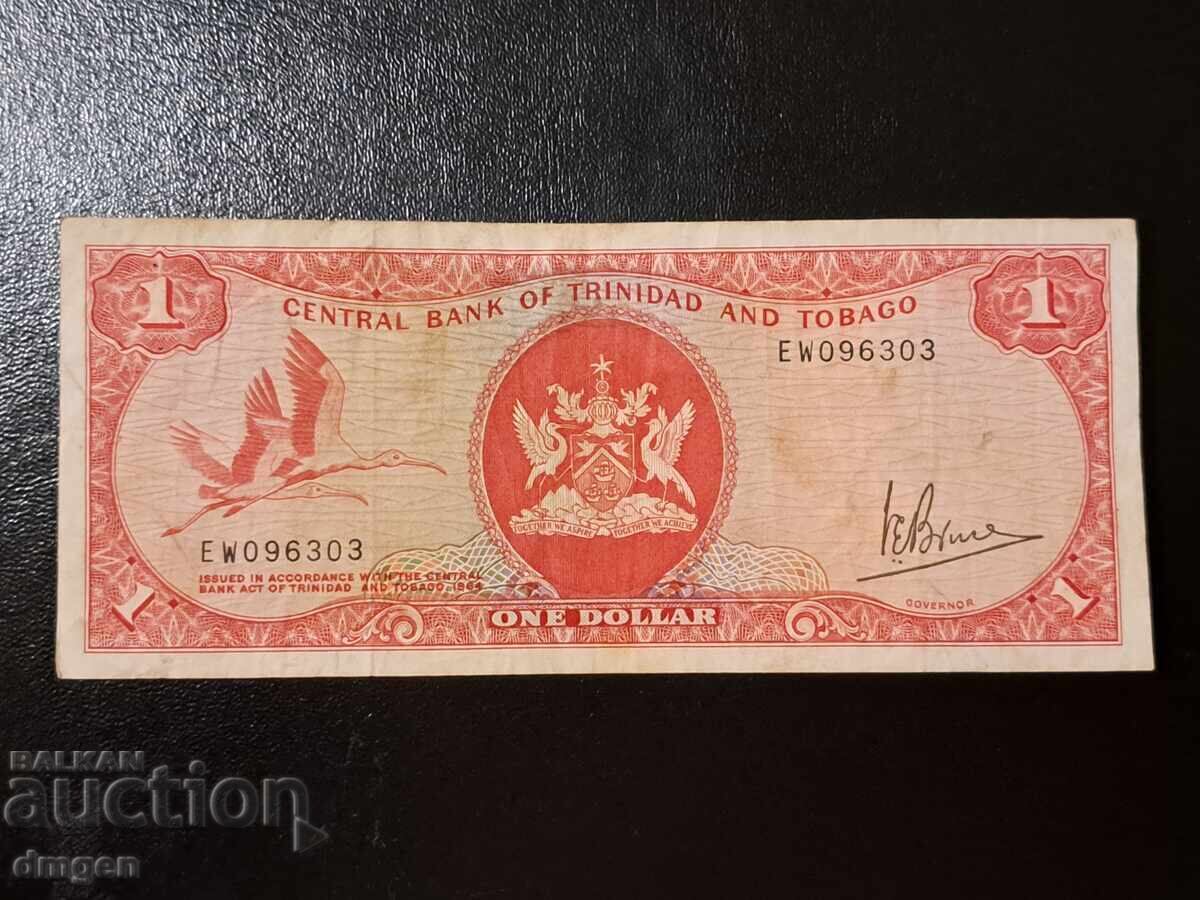 1
1
CENTRAL BANK OF TRINIDAD AND TOBAGO
EW096303
TOGETHER WE ASPIRE TOGETHER WE ACHIEVE
EW096303
ISSUED IN ACCORDANCE WITH THE CENTRAL
BANK ACT OF TRINIDAD AND TOBAGO, 1964
GOVERNOR
1
ONE DOLLAR
1
BALKAN
auction
dmgen